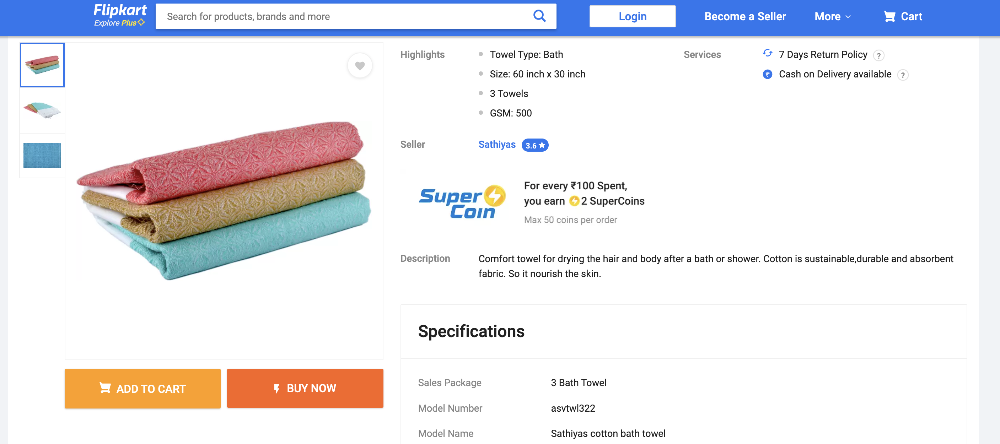 Flipkart
Explore Plus
Search for products, brands and more
Login
Become a Seller
More
Cart
Highlights
Towel Type: Bath
Size: 60 inch x 30 inch
3 Towels
GSM: 500
Services
7 Days Return Policy ?
₹ Cash on Delivery available ?
Seller
Sathiyas 3.6
Super Coin
For every ₹100 Spent,
you earn 2 SuperCoins
Max 50 coins per order
Description
Comfort towel for drying the hair and body after a bath or shower. Cotton is sustainable,durable and absorbent
fabric. So it nourish the skin.
ADD TO CART
BUY NOW
Specifications
Sales Package 3 Bath Towel
Model Number asvtwl322
Model Name Sathiyas cotton bath towel